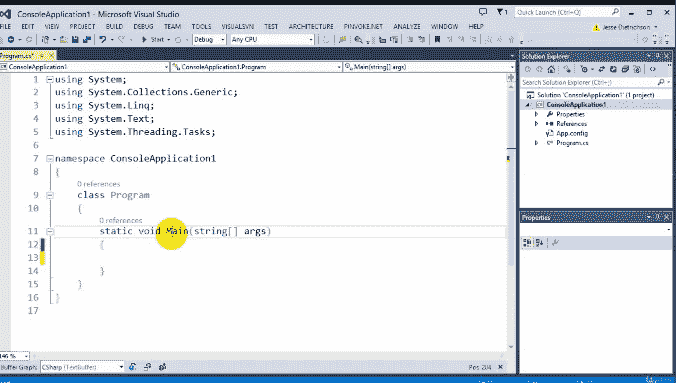 ConsoleApplication1 - Microsoft Visual Studio
Quick Launch (Ctrl+Q)
FILE EDIT VIEW PROJECT BUILD DEBUG TEAM TOOLS VISUALSVN TEST ARCHITECTURE PINVOKE.NET ANALYZE WINDOW HELP
Start Debug Any CPU
Program.cs*
ConsoleApplication1
ConsoleApplication1.Program
Main(string[] args)
1 using System;
2 using System.Collections.Generic;
3 using System.Linq;
4 using System.Text;
5 using System.Threading.Tasks;
6
7 namespace ConsoleApplication1
8 {
0 references
9 class Program
10 {
0 references
11 static void Main(string[] args)
12 {
13
14 }
15 }
16 }
17
146 %
Buffer Graph: CSharp (TextBuffer)
Pos: 204
Solution Explorer
Search Solution Explorer (Ctrl+;)
Solution 'ConsoleApplication1' (1 project)
ConsoleApplication1
Properties
References
App.config
Program.cs
Properties